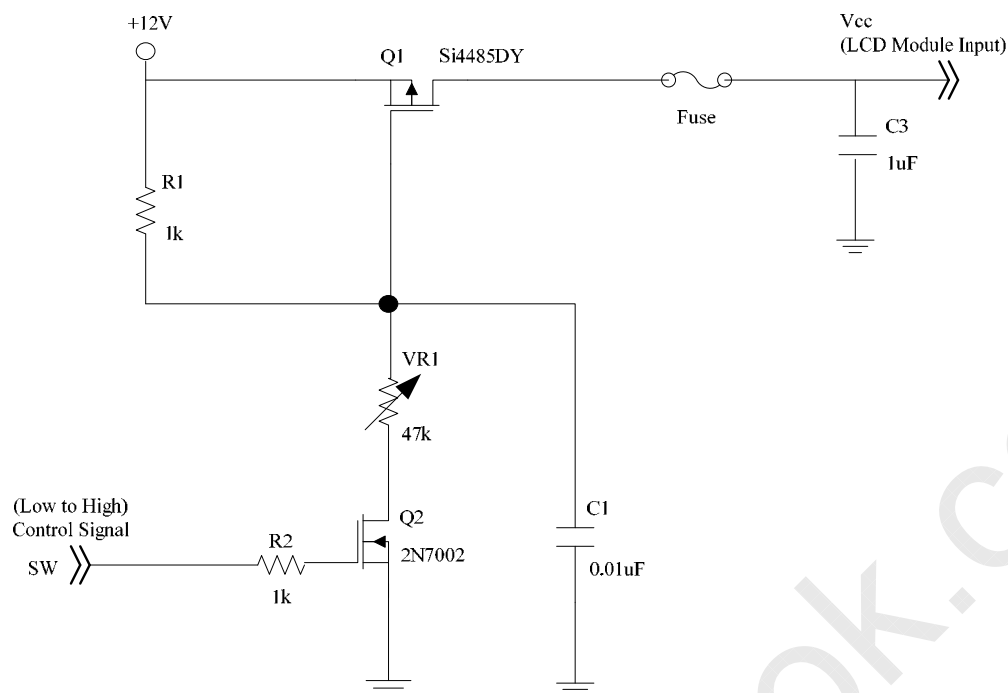 +12V
Q1
Si4485DY
Vcc
(LCD Module Input)
Fuse
C3
1uF
R1
1k
VR1
47k
(Low to High)
Control Signal
SW
R2
1k
Q2
2N7002
C1
0.01uF
ok.c